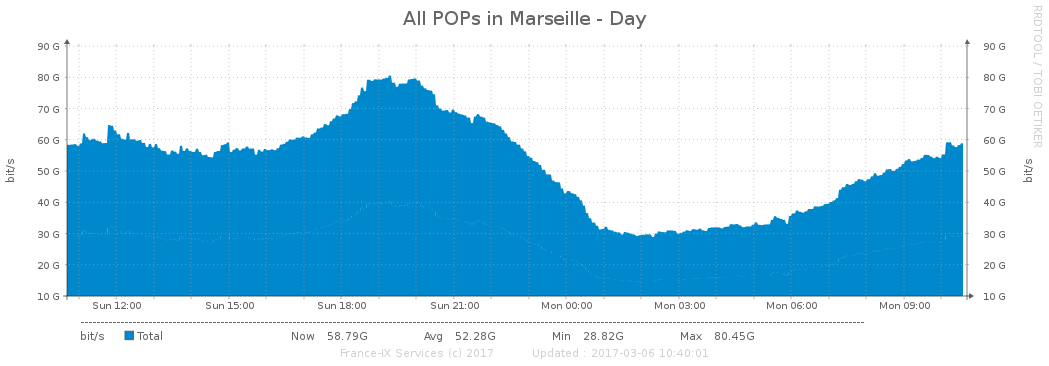 All POPs in Marseille - Day
RRDTOOL / TOBI OETIKER
90 G 90 G
80 G 80 G
70 G 70 G
60 G 60 G
50 G 50 G
40 G 40 G
30 G 30 G
20 G 20 G
10 G 10 G
bit/s bit/s
Sun 12:00 Sun 15:00 Sun 18:00 Sun 21:00 Mon 00:00 Mon 03:00 Mon 06:00 Mon 09:00
bit/s Total Now 58.79G Avg 52.28G Min 28.82G Max 80.45G
France-IX Services (c) 2017 Updated : 2017-03-06 10:40:01